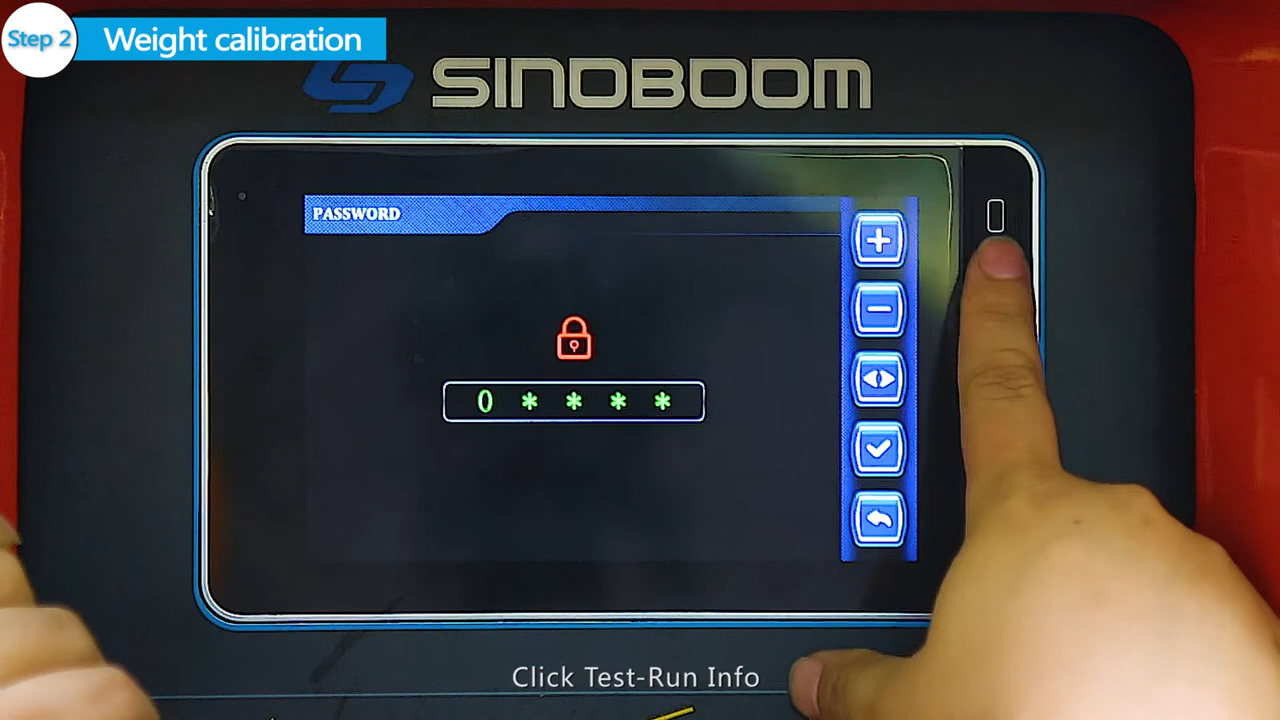 Step 2
Weight calibration
SINOBOOM
PASSWORD
0 * * * *
Click Test-Run Info